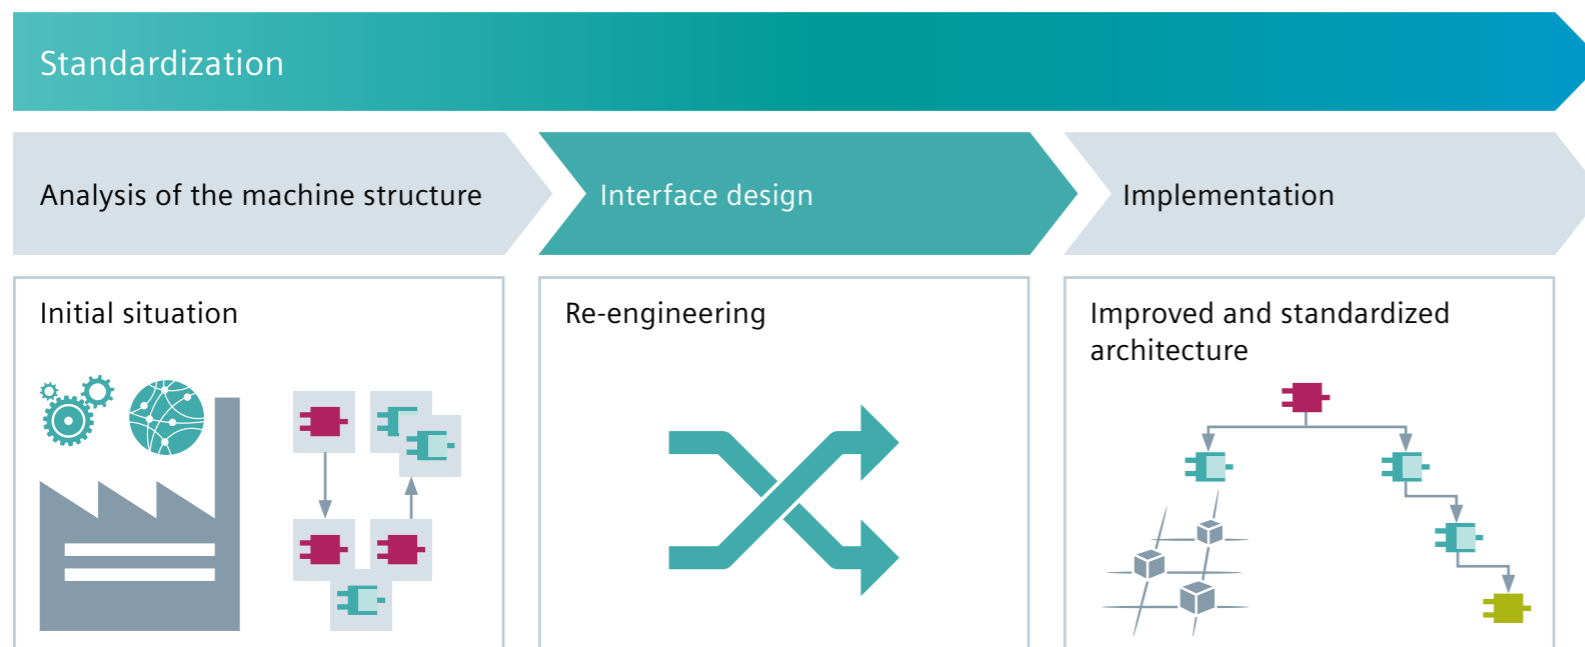 Standardization
Analysis of the machine structure
Interface design
Implementation
Initial situation
Re-engineering
Improved and standardized
architecture